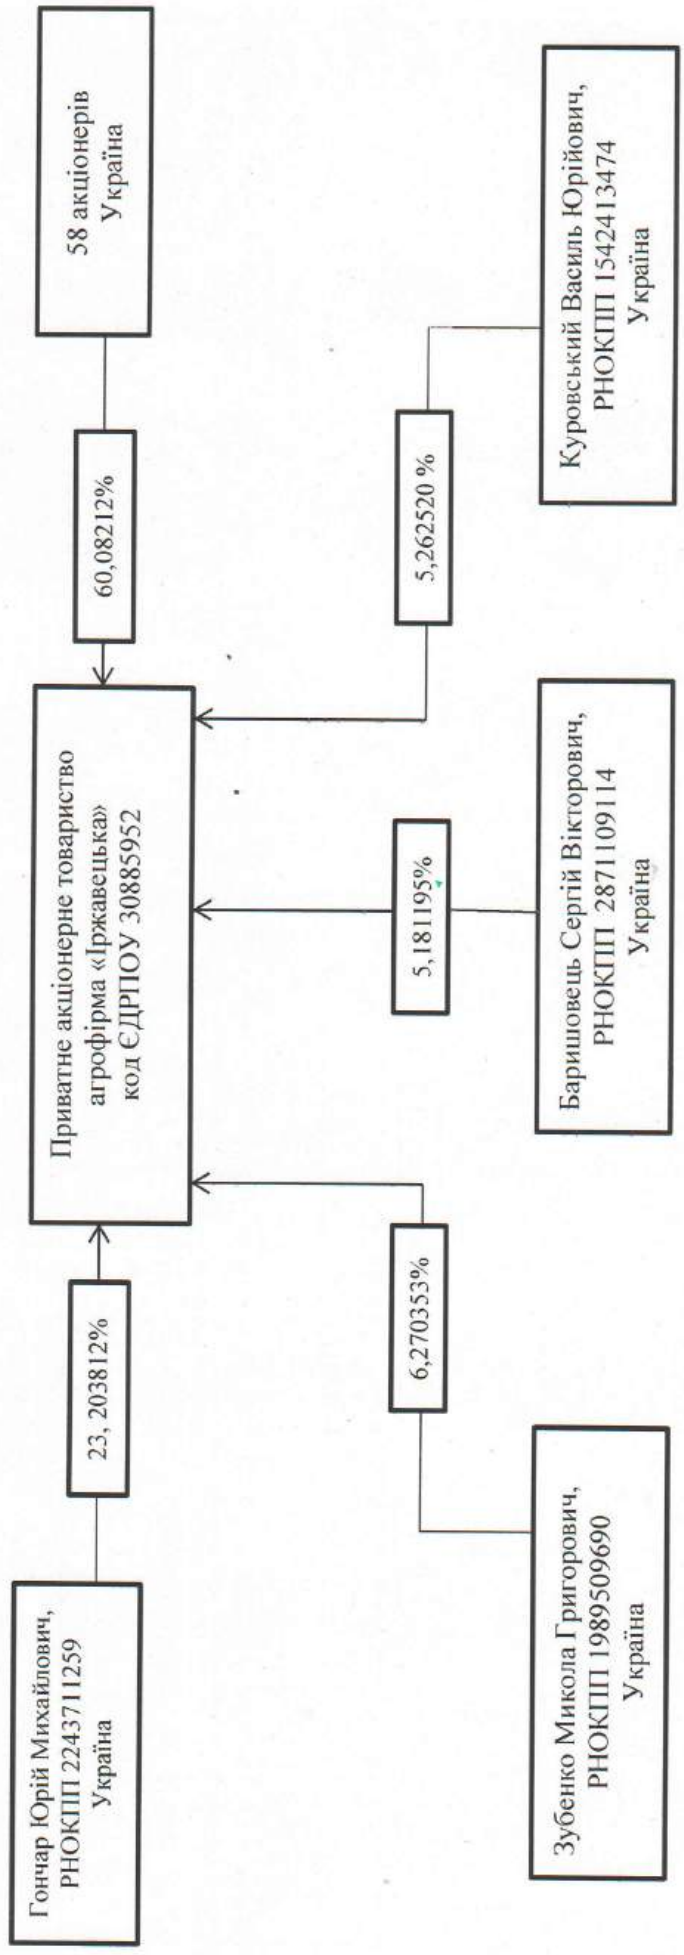 Гончар Юрій Михайлович,
РНОКПП 2243711259
Україна
23, 203812%
Приватне акціонерне товариство
агрофірма «Іржавецька»
код ЄДРПОУ 30885952
60,08212%
58 акціонерів
Україна
6,270353%
5,181195%
5,262520 %
Зубенко Микола Григорович,
РНОКПП 1989509690
Україна
Баришовець Сергій Вікторович,
РНОКПП 2871109114
Україна
Куровський Василь Юрійович,
РНОКПП 1542413474
Україна